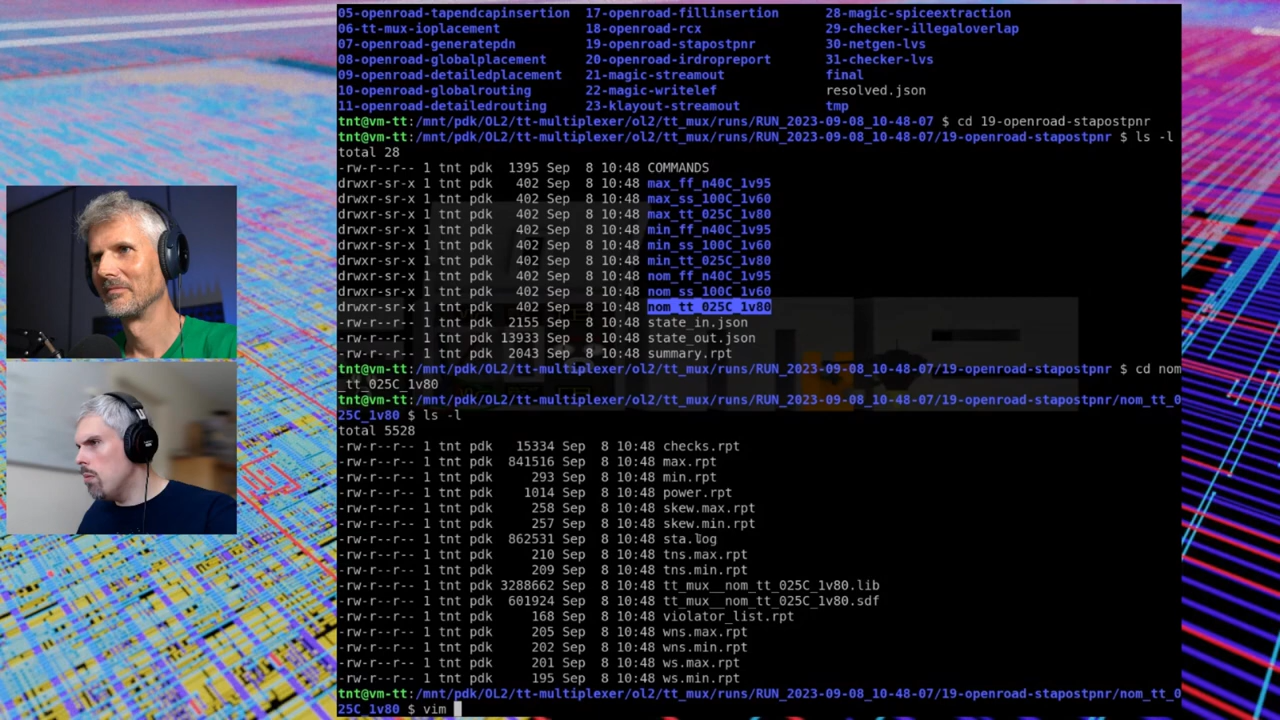 05-openroad-tapendcapinsertion 17-openroad-fillinsertion 28-magic-spiceextraction
06-tt-mux-ioplacement 18-openroad-rcx 29-checker-illegaloverlap
07-openroad-generatepdn 19-openroad-stapostpnr 30-netgen-lvs
08-openroad-globalplacement 20-openroad-irdropreport 31-checker-lvs
09-openroad-detailedplacement 21-magic-streamout final
10-openroad-globalrouting 22-magic-writelef resolved.json
11-openroad-detailedrouting 23-klayout-streamout tmp
tnt@vm-tt:/mnt/pdk/OL2/tt-multiplexer/ol2/tt_mux/runs/RUN_2023-09-08_10-48-07 $ cd 19-openroad-stapostpnr
tnt@vm-tt:/mnt/pdk/OL2/tt-multiplexer/ol2/tt_mux/runs/RUN_2023-09-08_10-48-07/19-openroad-stapostpnr $ ls -l
total 28
-rw-r--r-- 1 tnt pdk 1395 Sep 8 10:48 COMMANDS
drwxr-sr-x 1 tnt pdk 402 Sep 8 10:48 max_ff_n40C_1v95
drwxr-sr-x 1 tnt pdk 402 Sep 8 10:48 max_ss_100C_1v60
drwxr-sr-x 1 tnt pdk 402 Sep 8 10:48 max_tt_025C_1v80
drwxr-sr-x 1 tnt pdk 402 Sep 8 10:48 min_ff_n40C_1v95
drwxr-sr-x 1 tnt pdk 402 Sep 8 10:48 min_ss_100C_1v60
drwxr-sr-x 1 tnt pdk 402 Sep 8 10:48 min_tt_025C_1v80
drwxr-sr-x 1 tnt pdk 402 Sep 8 10:48 nom_ff_n40C_1v95
drwxr-sr-x 1 tnt pdk 402 Sep 8 10:48 nom_ss_100C_1v60
drwxr-sr-x 1 tnt pdk 402 Sep 8 10:48 nom_tt_025C_1v80
-rw-r--r-- 1 tnt pdk 2155 Sep 8 10:48 state_in.json
-rw-r--r-- 1 tnt pdk 13933 Sep 8 10:48 state_out.json
-rw-r--r-- 1 tnt pdk 2043 Sep 8 10:48 summary.rpt
tnt@vm-tt:/mnt/pdk/OL2/tt-multiplexer/ol2/tt_mux/runs/RUN_2023-09-08_10-48-07/19-openroad-stapostpnr $ cd nom
_tt_025C_1v80
tnt@vm-tt:/mnt/pdk/OL2/tt-multiplexer/ol2/tt_mux/runs/RUN_2023-09-08_10-48-07/19-openroad-stapostpnr/nom_tt_0
25C_1v80 $ ls -l
total 5528
-rw-r--r-- 1 tnt pdk 15334 Sep 8 10:48 checks.rpt
-rw-r--r-- 1 tnt pdk 841516 Sep 8 10:48 max.rpt
-rw-r--r-- 1 tnt pdk 293 Sep 8 10:48 min.rpt
-rw-r--r-- 1 tnt pdk 1014 Sep 8 10:48 power.rpt
-rw-r--r-- 1 tnt pdk 258 Sep 8 10:48 skew.max.rpt
-rw-r--r-- 1 tnt pdk 257 Sep 8 10:48 skew.min.rpt
-rw-r--r-- 1 tnt pdk 862531 Sep 8 10:48 sta.log
-rw-r--r-- 1 tnt pdk 210 Sep 8 10:48 tns.max.rpt
-rw-r--r-- 1 tnt pdk 209 Sep 8 10:48 tns.min.rpt
-rw-r--r-- 1 tnt pdk 3288662 Sep 8 10:48 tt_mux__nom_tt_025C_1v80.lib
-rw-r--r-- 1 tnt pdk 601924 Sep 8 10:48 tt_mux__nom_tt_025C_1v80.sdf
-rw-r--r-- 1 tnt pdk 168 Sep 8 10:48 violator_list.rpt
-rw-r--r-- 1 tnt pdk 205 Sep 8 10:48 wns.max.rpt
-rw-r--r-- 1 tnt pdk 202 Sep 8 10:48 wns.min.rpt
-rw-r--r-- 1 tnt pdk 201 Sep 8 10:48 ws.max.rpt
-rw-r--r-- 1 tnt pdk 195 Sep 8 10:48 ws.min.rpt
tnt@vm-tt:/mnt/pdk/OL2/tt-multiplexer/ol2/tt_mux/runs/RUN_2023-09-08_10-48-07/19-openroad-stapostpnr/nom_tt_0
25C_1v80 $ vim